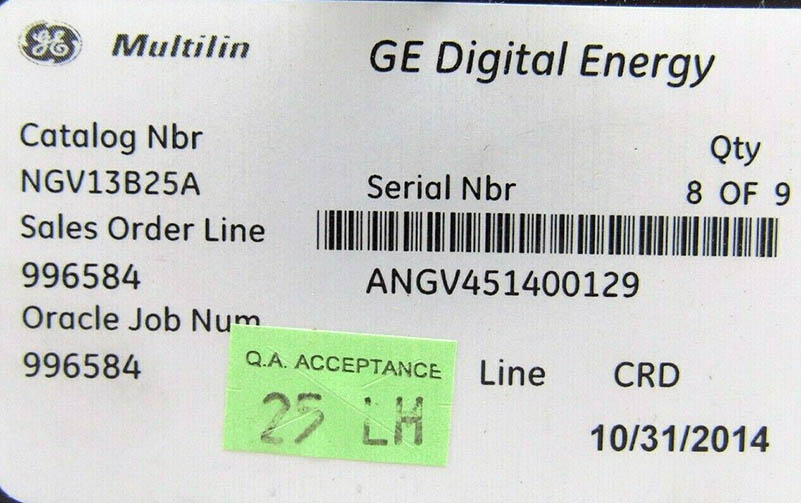 GE Multilin
GE Digital Energy
Catalog Nbr
NGV13B25A
Qty
Serial Nbr
8 OF 9
Sales Order Line
996584
ANGV451400129
Oracle Job Num
996584
Q.A. ACCEPTANCE
25 LH
Line
CRD
10/31/2014